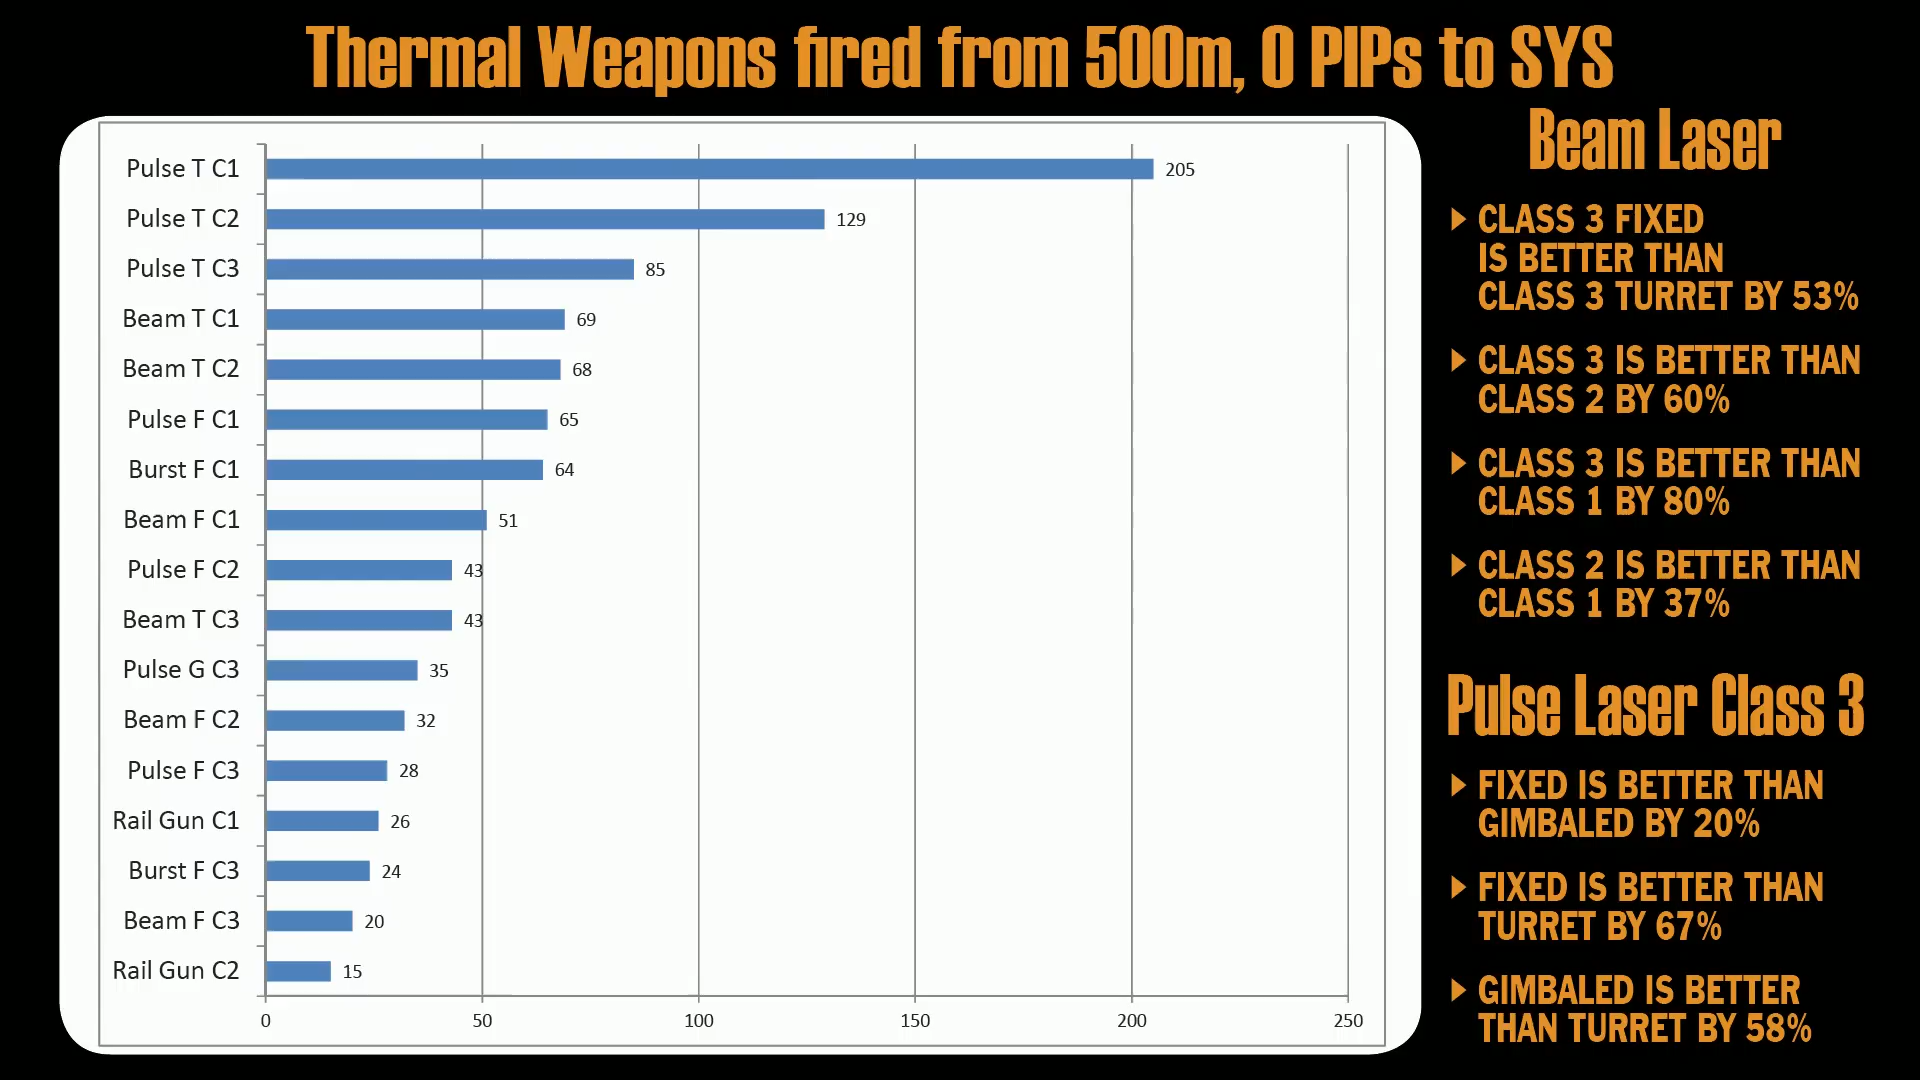 Thermal Weapons fired from 500m, 0 PIPs to SYS
Pulse T C1 205
Pulse T C2 129
Pulse T C3 85
Beam T C1 69
Beam T C2 68
Pulse F C1 65
Burst F C1 64
Beam F C1 51
Pulse F C2 43
Beam T C3 43
Pulse G C3 35
Beam F C2 32
Pulse F C3 28
Rail Gun C1 26
Burst F C3 24
Beam F C3 20
Rail Gun C2 15
0 50 100 150 200 250
Beam Laser
CLASS 3 FIXED
IS BETTER THAN
CLASS 3 TURRET BY 53%
CLASS 3 IS BETTER THAN
CLASS 2 BY 60%
CLASS 3 IS BETTER THAN
CLASS 1 BY 80%
CLASS 2 IS BETTER THAN
CLASS 1 BY 37%
Pulse Laser Class 3
FIXED IS BETTER THAN
GIMBALED BY 20%
FIXED IS BETTER THAN
TURRET BY 67%
GIMBALED IS BETTER
THAN TURRET BY 58%